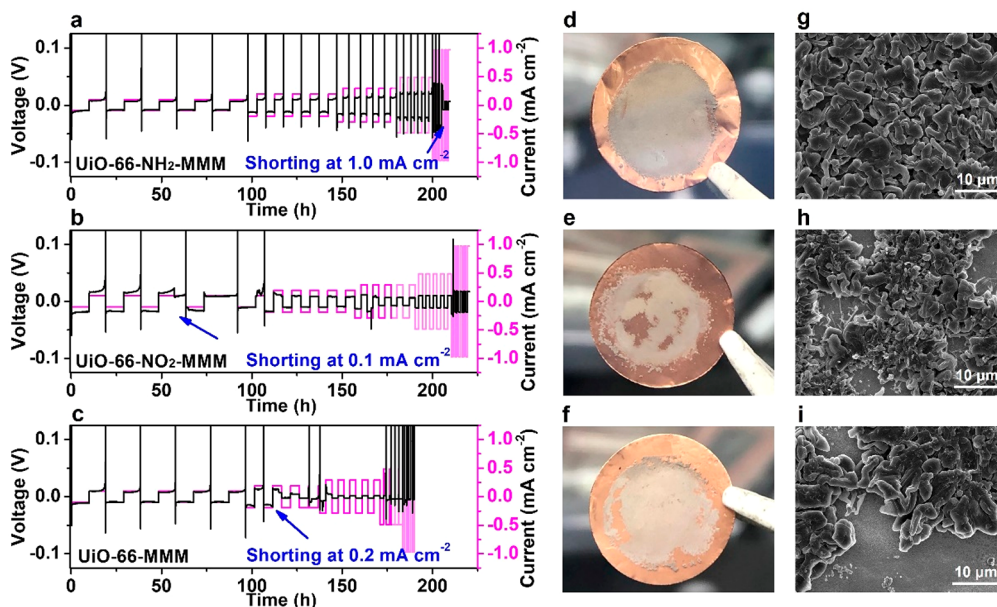 a
Voltage (V)
0.1
0.0
-0.1
1.0
0.5
0.0
-0.5
-1.0
Current (mA cm⁻²)
UiO-66-NH₂-MMM
Shorting at 1.0 mA cm⁻²
0 50 100 150 200
Time (h)
b
Voltage (V)
0.1
0.0
-0.1
1.0
0.5
0.0
-0.5
-1.0
Current (mA cm⁻²)
UiO-66-NO₂-MMM
Shorting at 0.1 mA cm⁻²
0 50 100 150 200
Time (h)
c
Voltage (V)
0.1
0.0
-0.1
1.0
0.5
0.0
-0.5
-1.0
Current (mA cm⁻²)
UiO-66-MMM
Shorting at 0.2 mA cm⁻²
0 50 100 150 200
Time (h)
d
e
f
g
10 μm
h
10 μm
i
10 μm